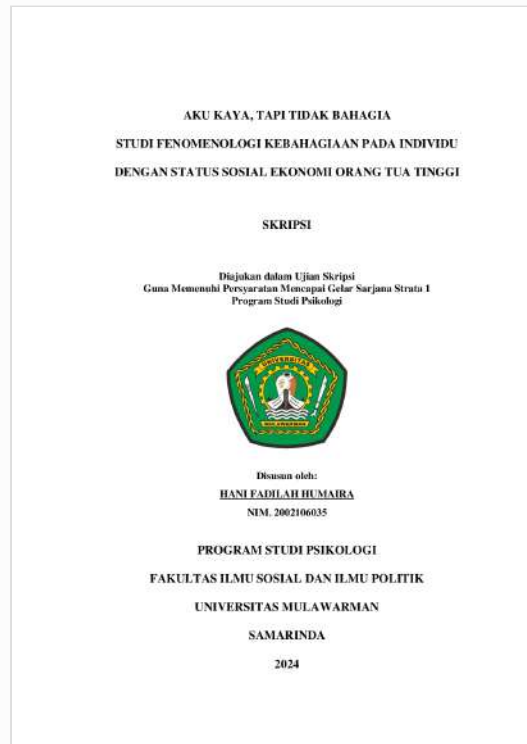 AKU KAYA, TAPI TIDAK BAHAGIA
STUDI FENOMENOLOGI KEBAHAGIAAN PADA INDIVIDU
DENGAN STATUS SOSIAL EKONOMI ORANG TUA TINGGI
SKRIPSI
Diajukan dalam Ujian Skripsi
Guna Memenuhi Persyaratan Mencapai Gelar Sarjana Strata 1
Program Studi Psikologi
UNIVERSITAS
MULAWARMAN
Disusun oleh:
HANI FADILAH HUMAIRA
NIM. 2002106035
PROGRAM STUDI PSIKOLOGI
FAKULTAS ILMU SOSIAL DAN ILMU POLITIK
UNIVERSITAS MULAWARMAN
SAMARINDA
2024